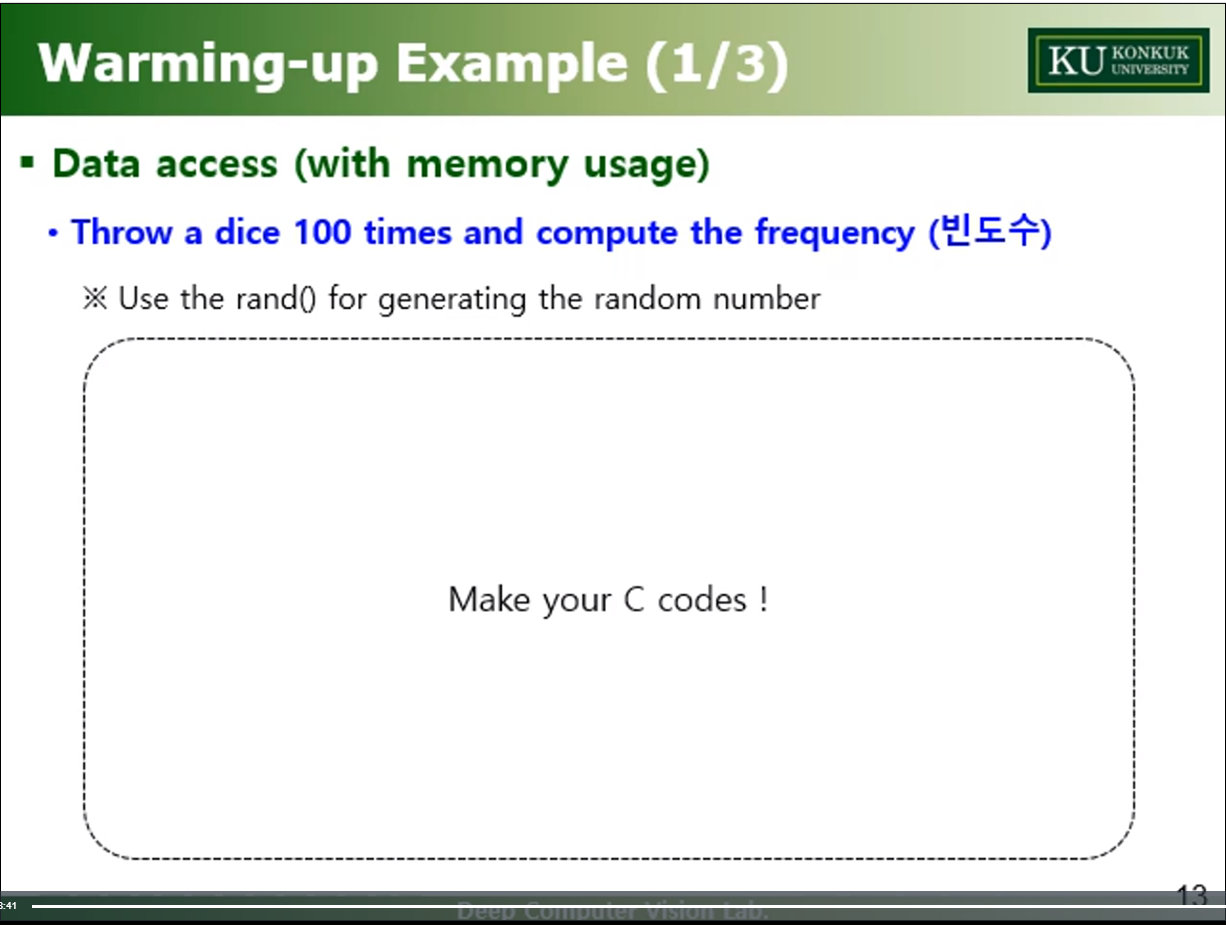 Warming-up Example (1/3)
KU KONKUK UNIVERSITY
▪ Data access (with memory usage)
• Throw a dice 100 times and compute the frequency (빈도수)
※ Use the rand() for generating the random number
Make your C codes !
13
:41
Deep Computer Vision Lab.